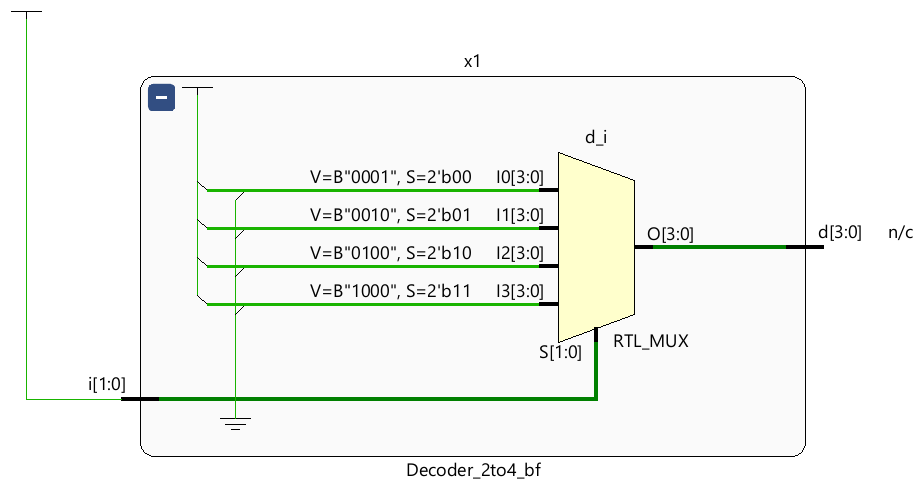 x1
d_i
V=B"0001", S=2'b00 I0[3:0]
V=B"0010", S=2'b01 I1[3:0]
O[3:0] d[3:0] n/c
V=B"0100", S=2'b10 I2[3:0]
V=B"1000", S=2'b11 I3[3:0]
S[1:0] RTL_MUX
i[1:0]
Decoder_2to4_bf